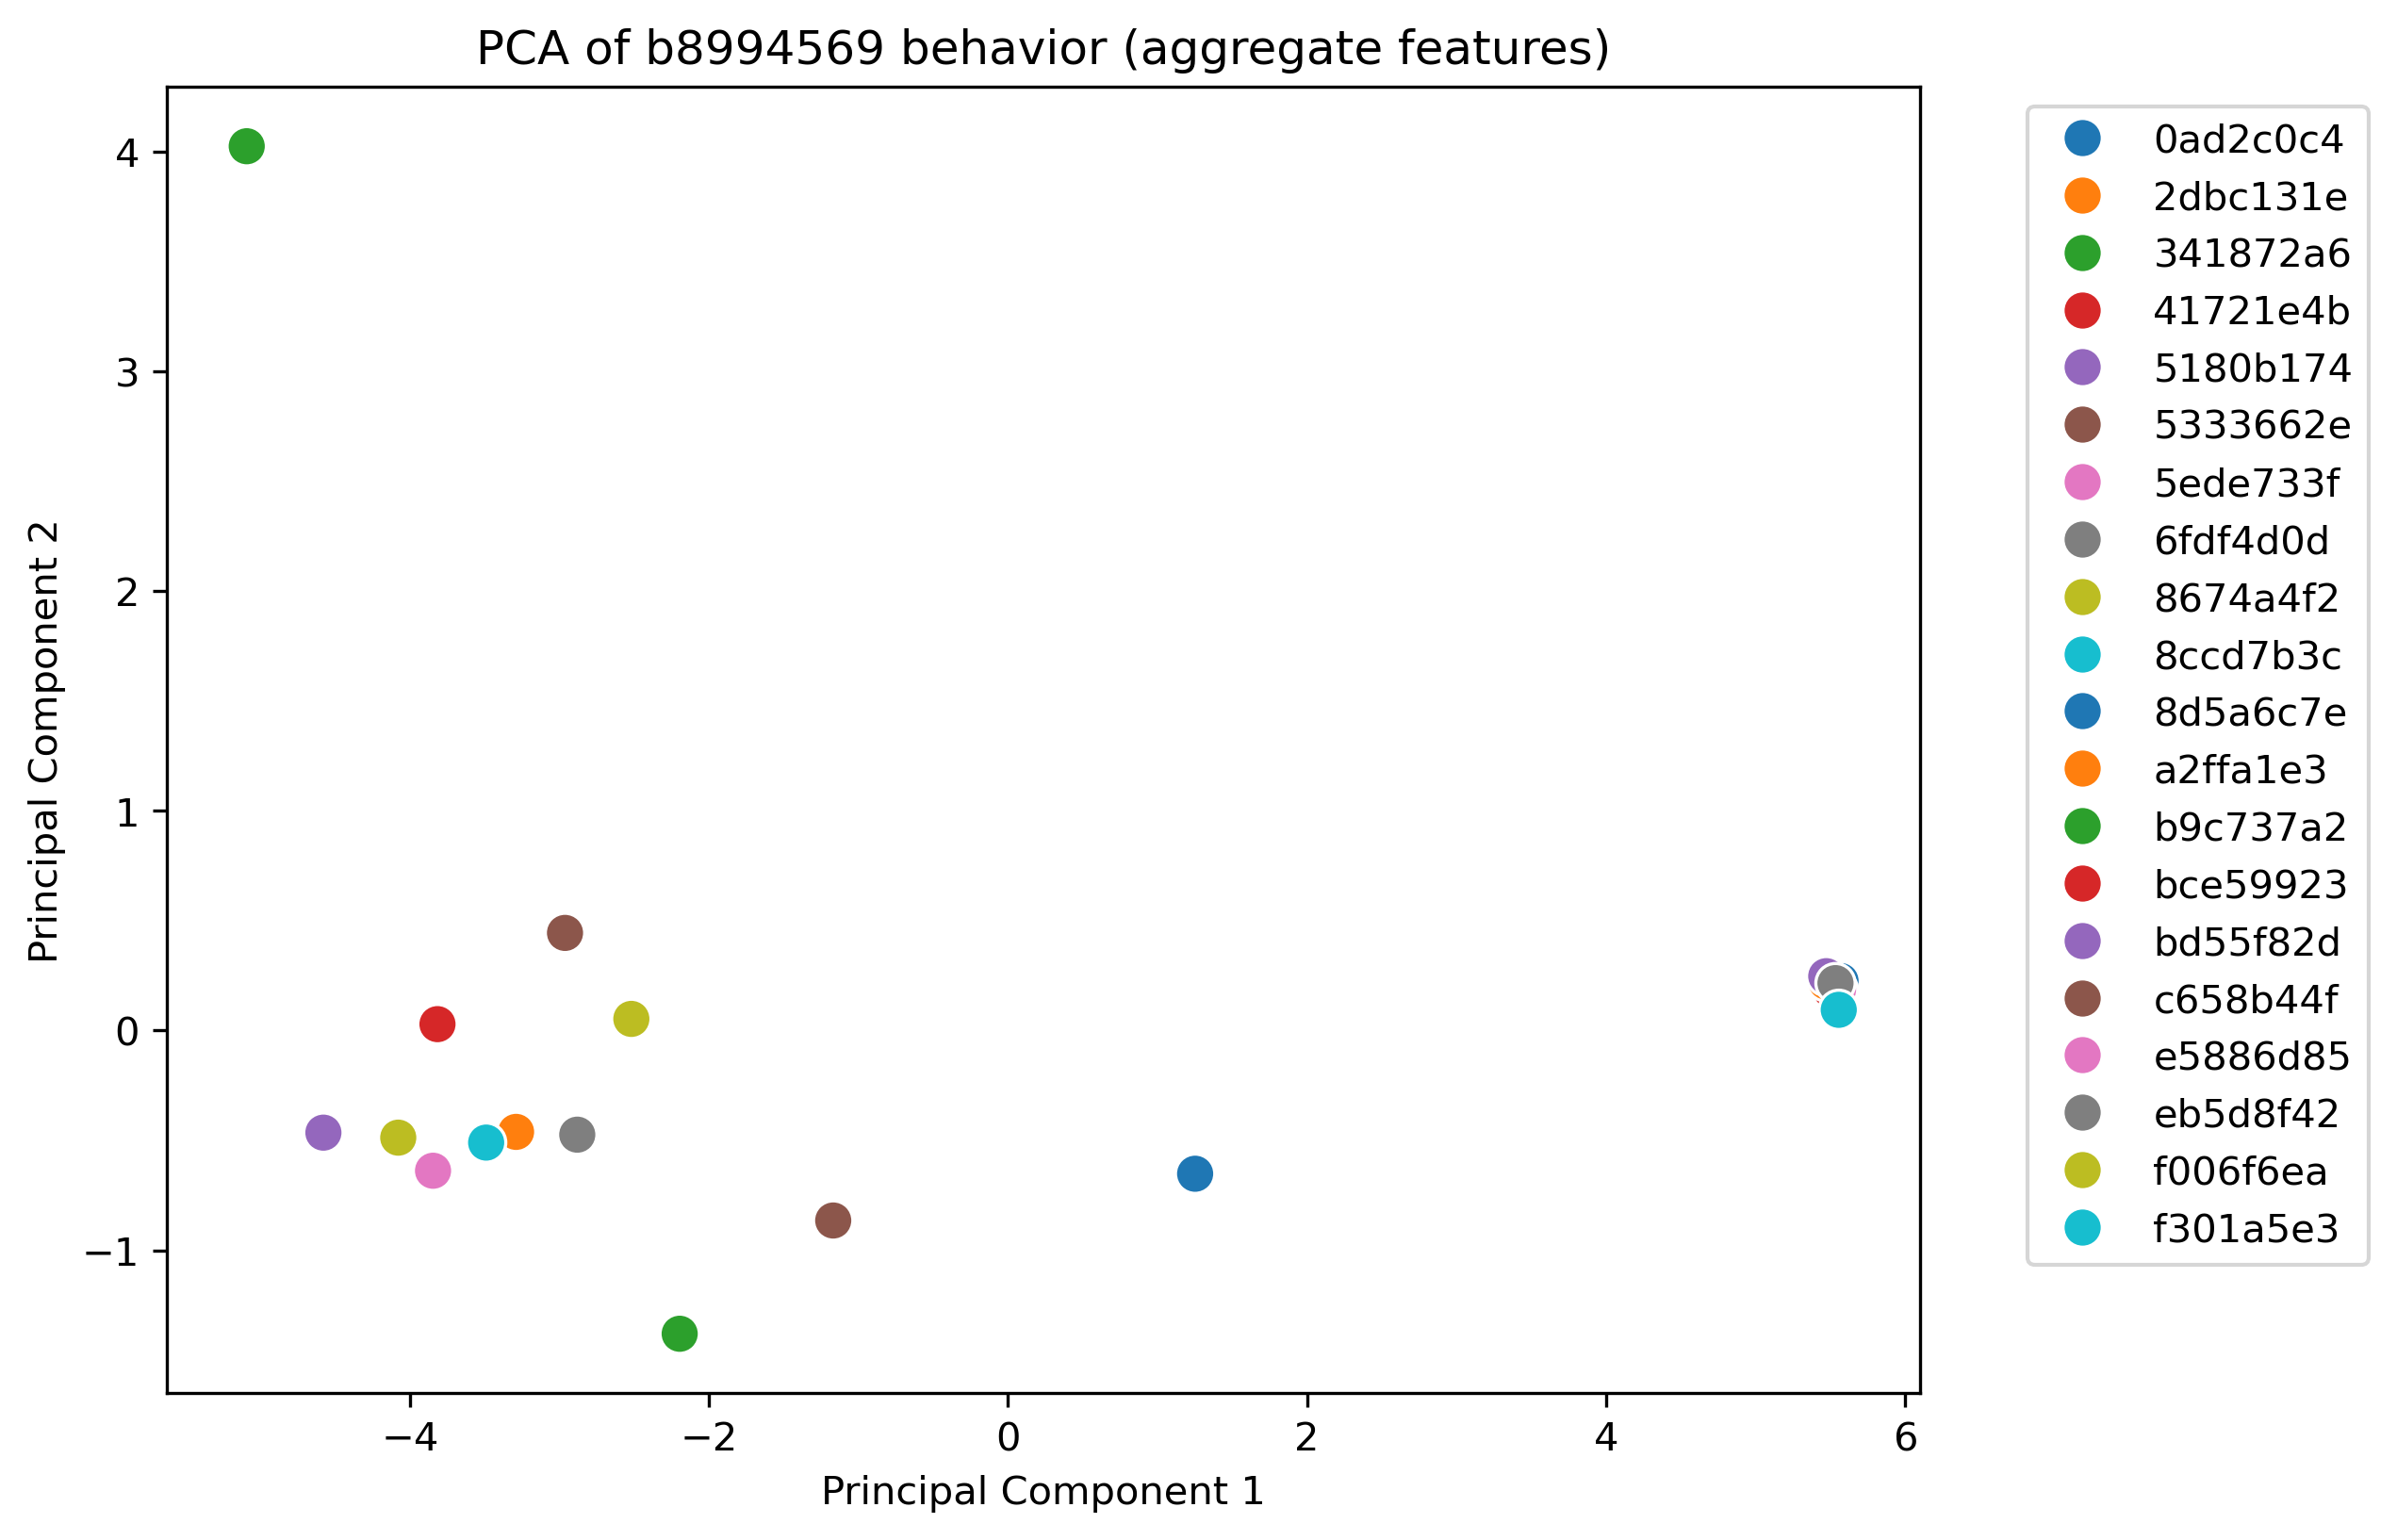 PCA of b8994569 behavior (aggregate features)
4
3
2
1
0
−1
Principal Component 2
−4
−2
0
2
4
6
Principal Component 1
0ad2c0c4
2dbc131e
341872a6
41721e4b
5180b174
5333662e
5ede733f
6fdf4d0d
8674a4f2
8ccd7b3c
8d5a6c7e
a2ffa1e3
b9c737a2
bce59923
bd55f82d
c658b44f
e5886d85
eb5d8f42
f006f6ea
f301a5e3